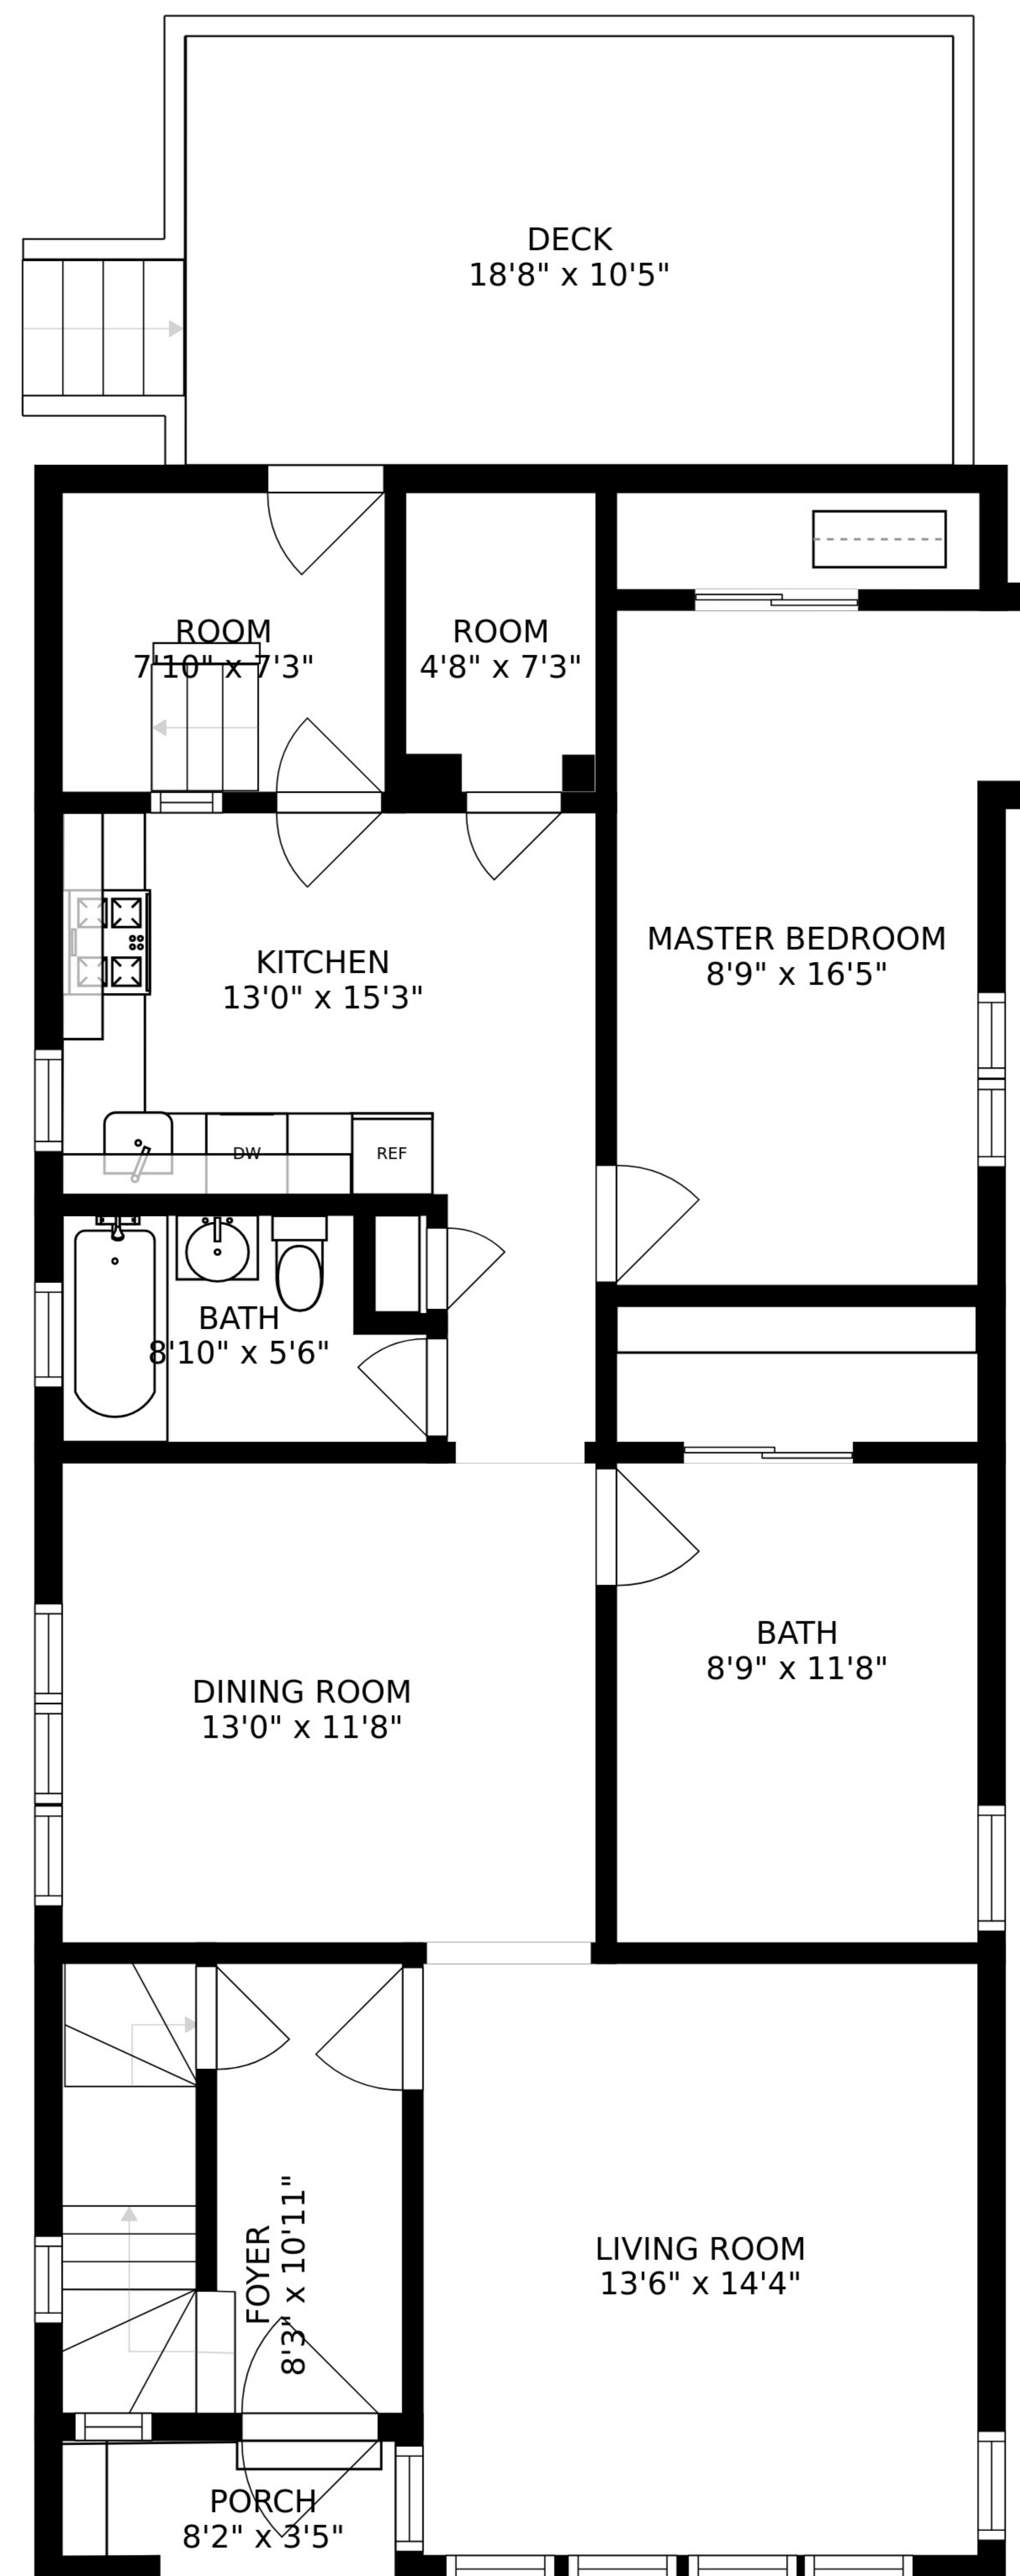 DECK
18'8" x 10'5"
ROOM
7'10" x 7'3"
ROOM
4'8" x 7'3"
MASTER BEDROOM
8'9" x 16'5"
KITCHEN
13'0" x 15'3"
DW
REF
BATH
8'10" x 5'6"
BATH
8'9" x 11'8"
DINING ROOM
13'0" x 11'8"
FOYER
8'3" x 10'11"
LIVING ROOM
13'6" x 14'4"
PORCH
8'2" x 3'5"